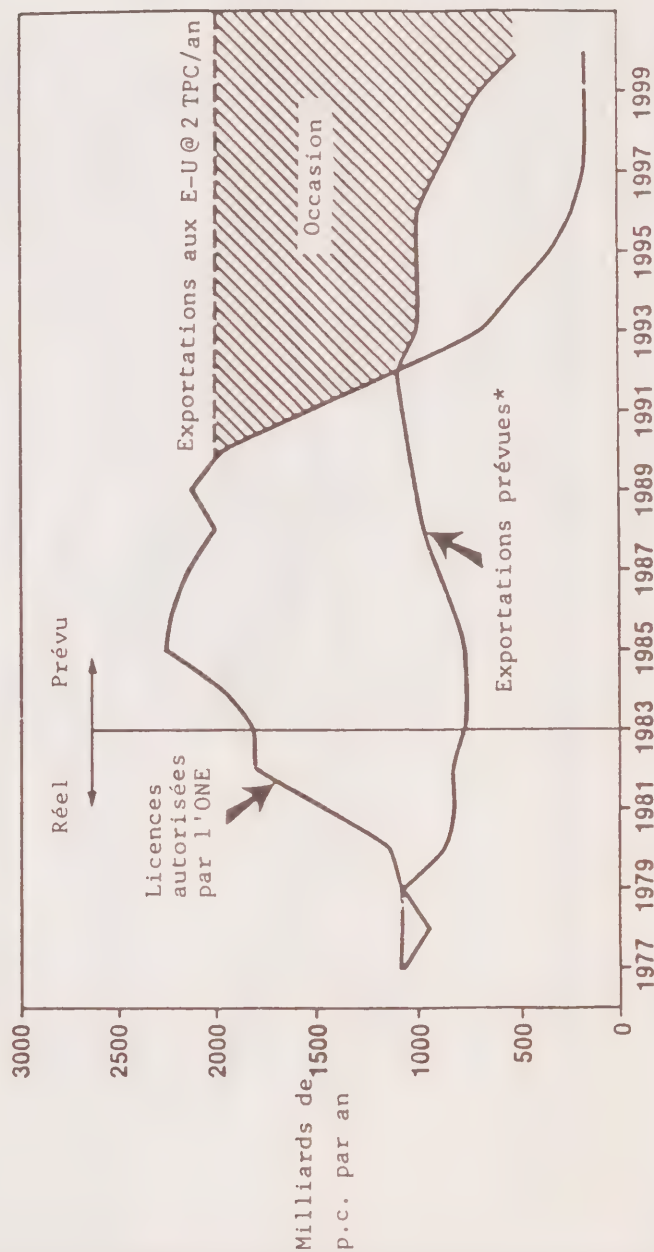 Réel
Prévu
Licences
autorisées
par l'ONE
Exportations aux E-U @ 2 TPC/an
Occasion
Exportations prévues*
Milliards de
p.c. par an
3000
2500
2000
1500
1000
500
0
1977
1979
1981
1983
1985
1987
1989
1991
1993
1995
1997
1999